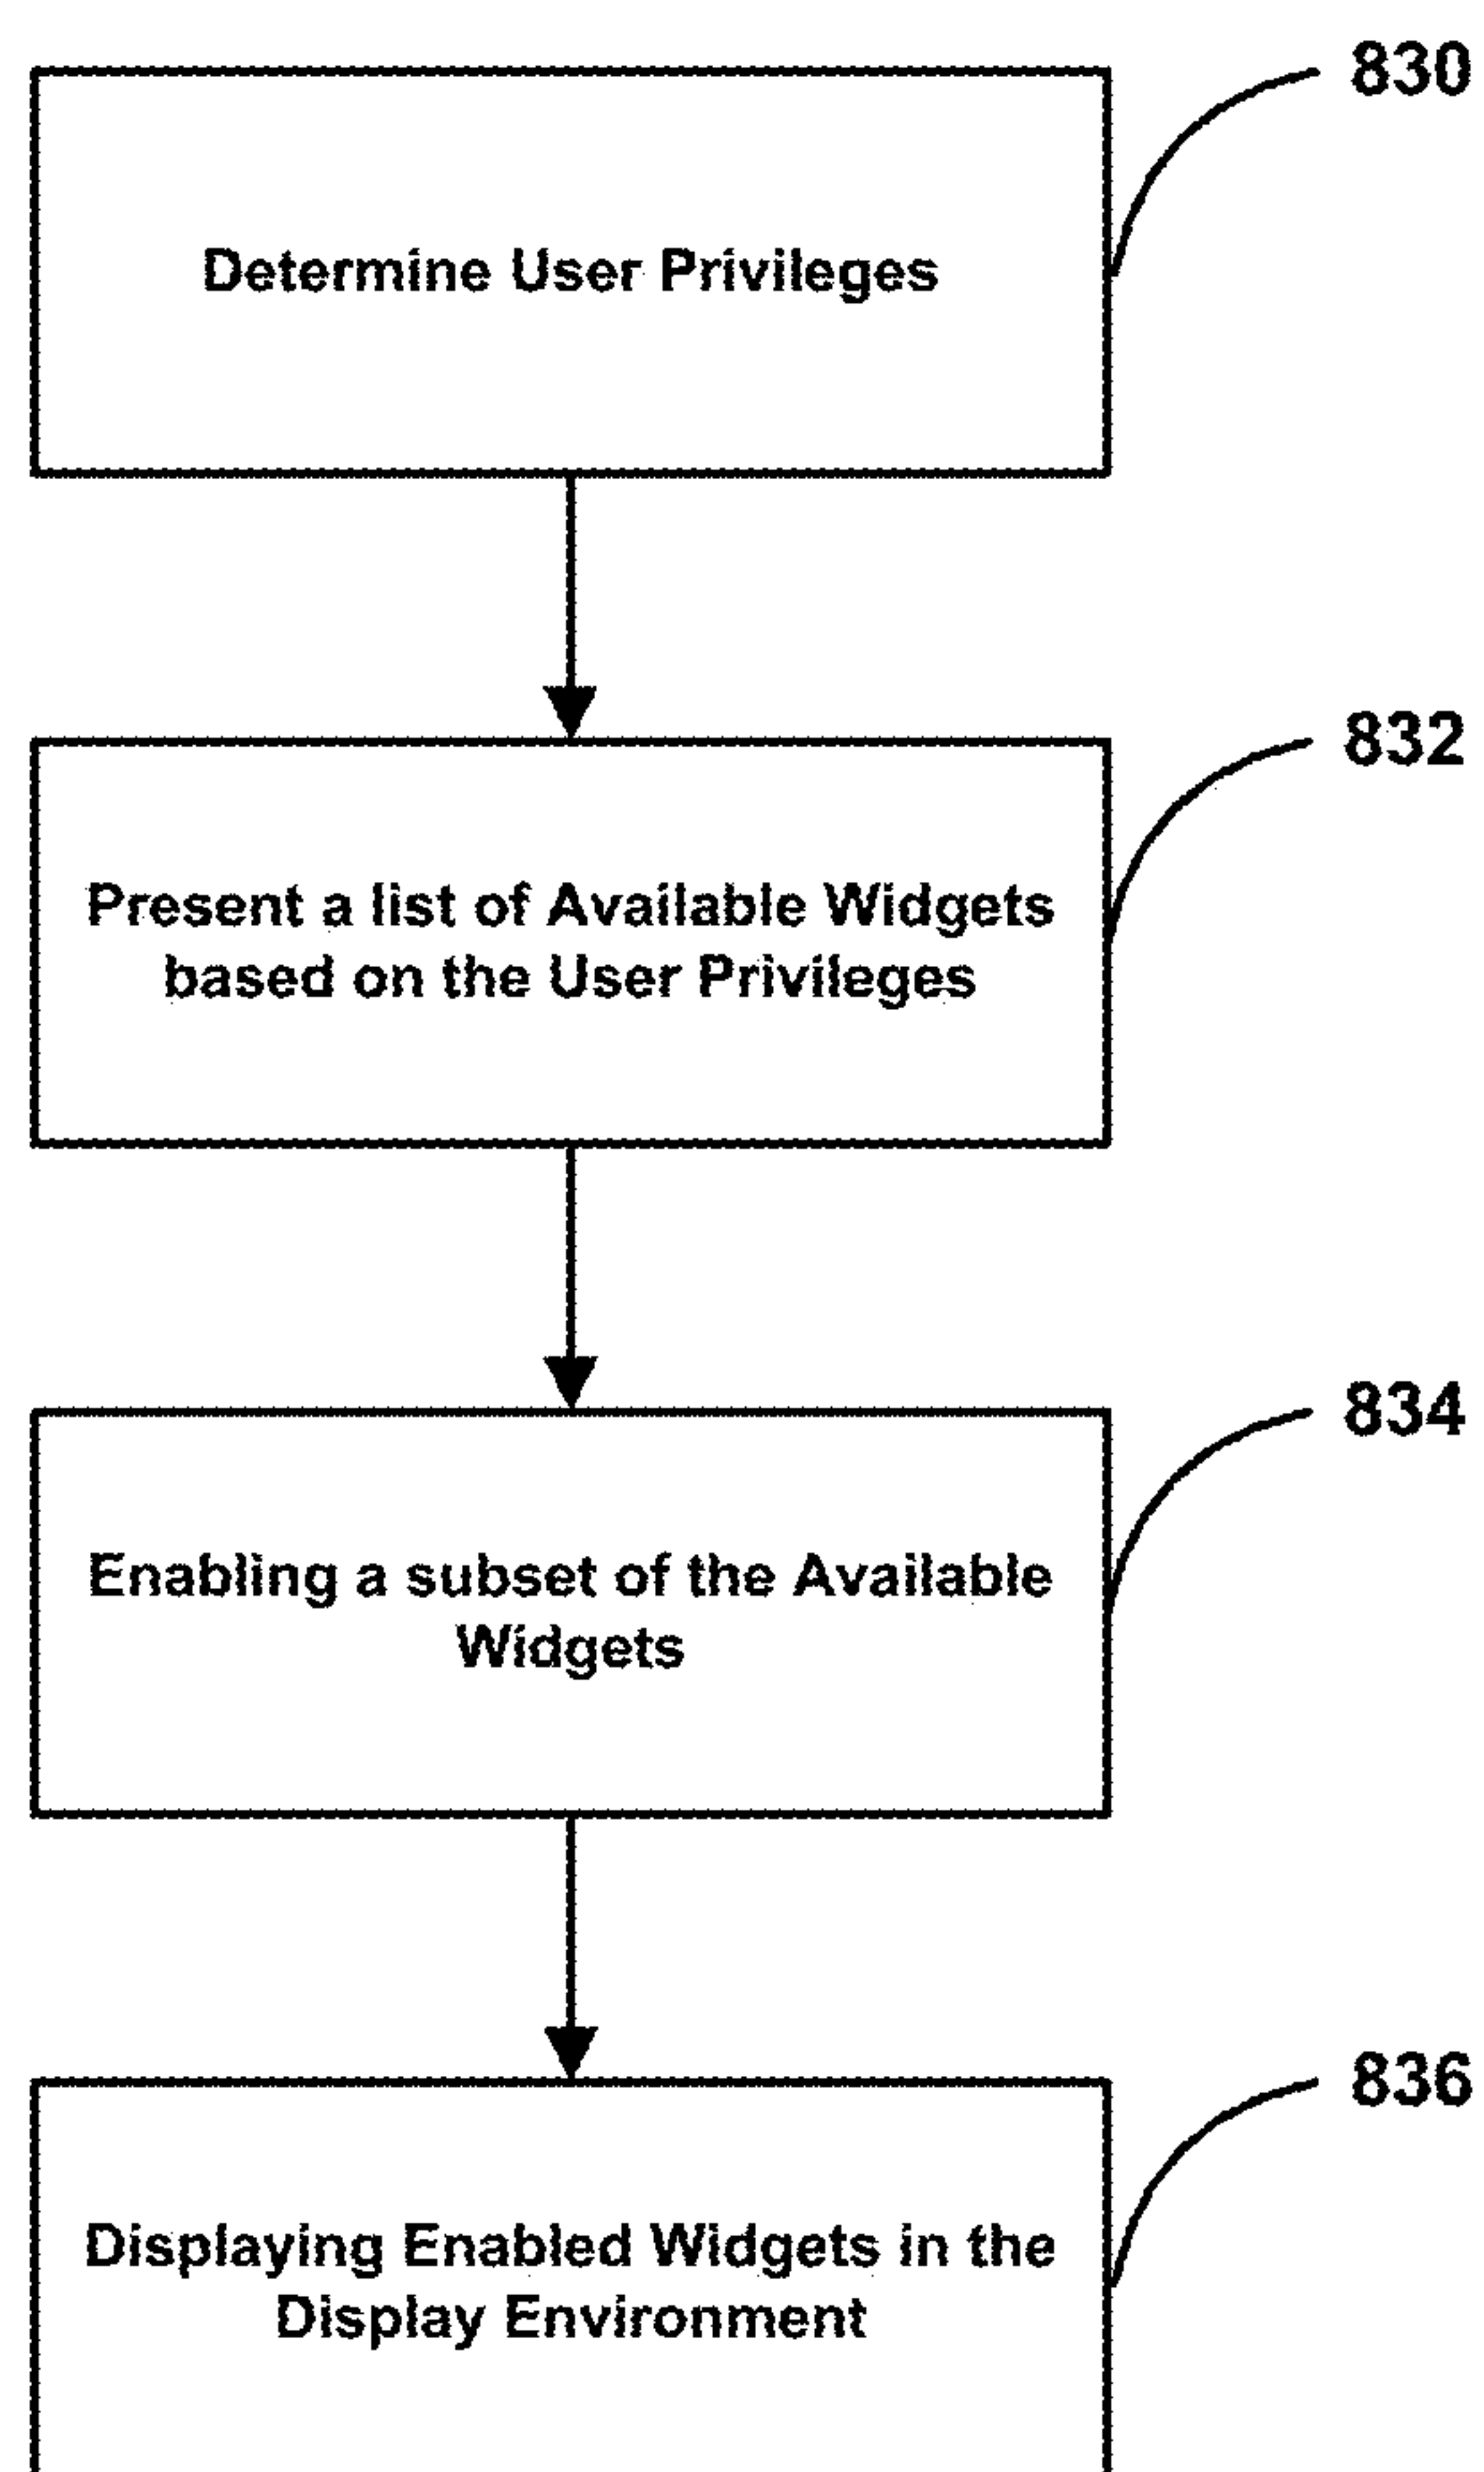 830
Determine User Privileges
832
Present a list of Available Widgets
based on the User Privileges
834
Enabling a subset of the Available
Widgets
836
Displaying Enabled Widgets in the
Display Environment